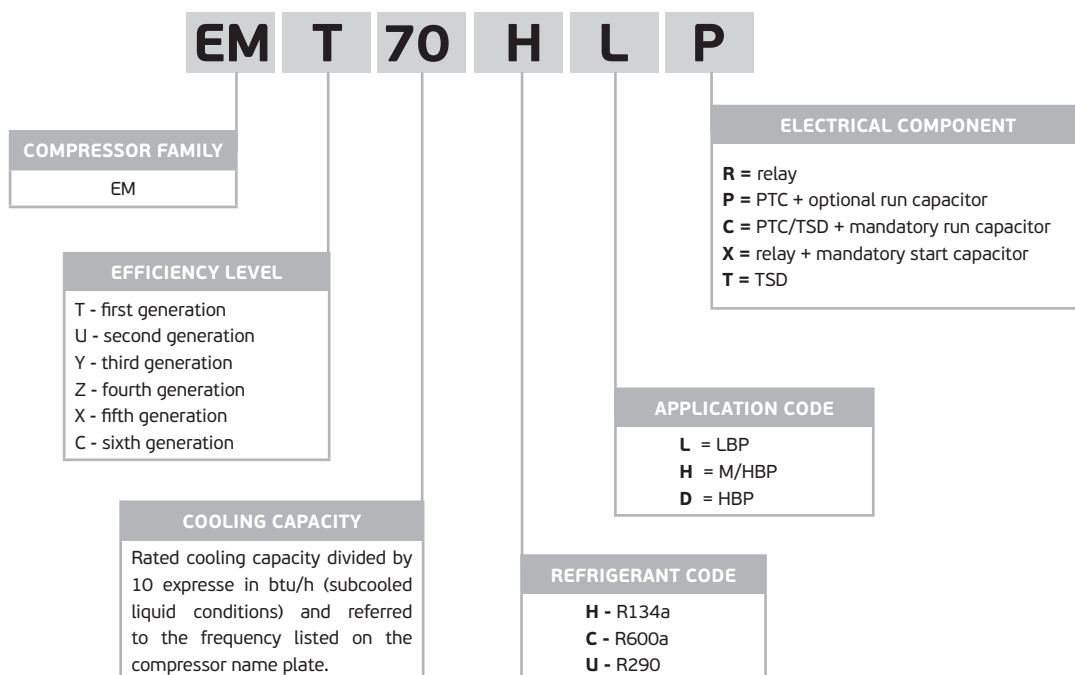 EM T 70 H L P
COMPRESSOR FAMILY
EM
EFFICIENCY LEVEL
T - first generation
U - second generation
Y - third generation
Z - fourth generation
X - fifth generation
C - sixth generation
COOLING CAPACITY
Rated cooling capacity divided by
10 expresse in btu/h (subcooled
liquid conditions) and referred
to the frequency listed on the
compressor name plate.
REFRIGERANT CODE
H - R134a
C - R600a
U - R290
APPLICATION CODE
L = LBP
H = M/HBP
D = HBP
ELECTRICAL COMPONENT
R = relay
P = PTC + optional run capacitor
C = PTC/TSD + mandatory run capacitor
X = relay + mandatory start capacitor
T = TSD